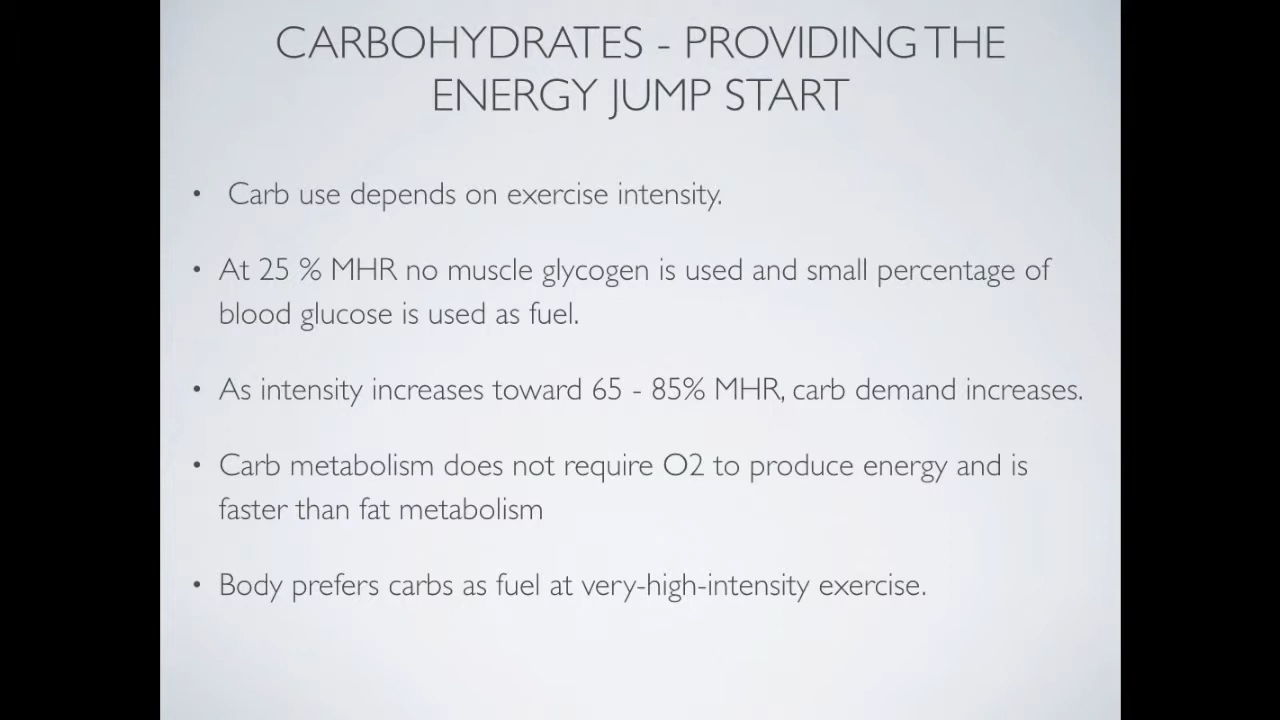 CARBOHYDRATES - PROVIDING THE
ENERGY JUMP START
• Carb use depends on exercise intensity.
• At 25 % MHR no muscle glycogen is used and small percentage of
blood glucose is used as fuel.
• As intensity increases toward 65 - 85% MHR, carb demand increases.
• Carb metabolism does not require O2 to produce energy and is
faster than fat metabolism
• Body prefers carbs as fuel at very-high-intensity exercise.